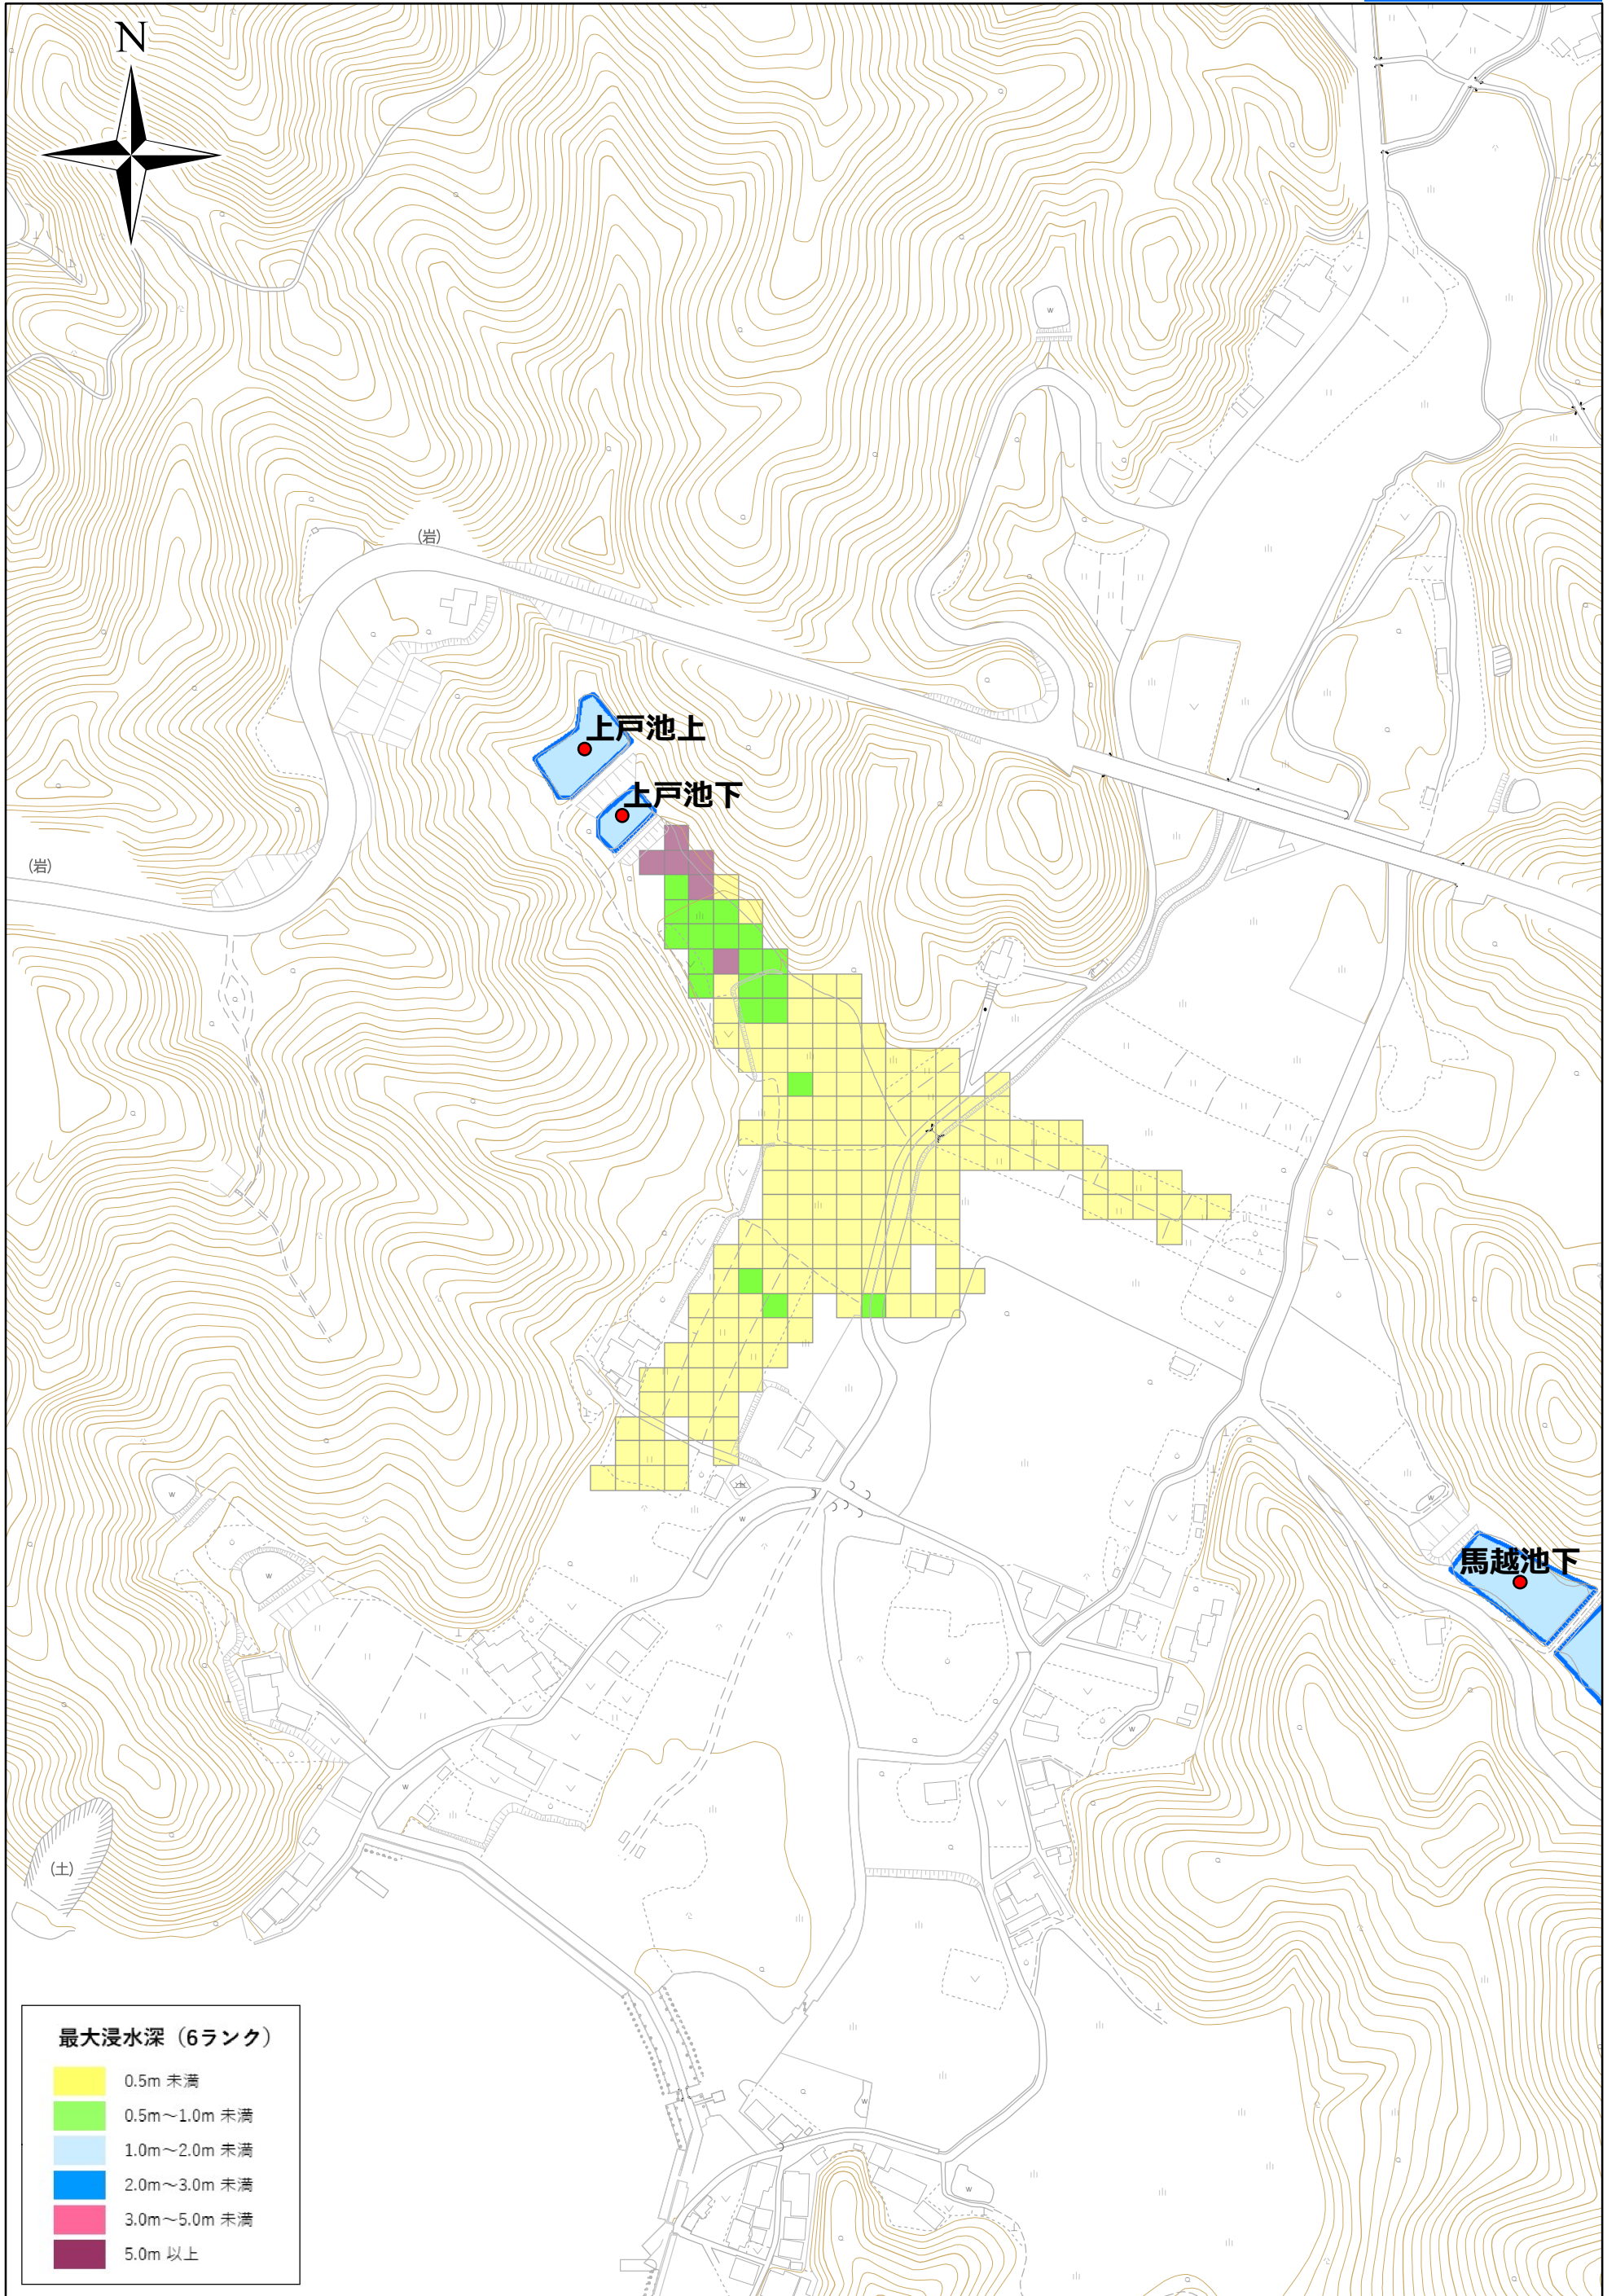 N
(岩)
上戸池上
上戸池下
(岩)
馬越池下
(土)
最大浸水深（6ランク）
0.5m 未満
0.5m～1.0m 未満
1.0m～2.0m 未満
2.0m～3.0m 未満
3.0m～5.0m 未満
5.0m 以上